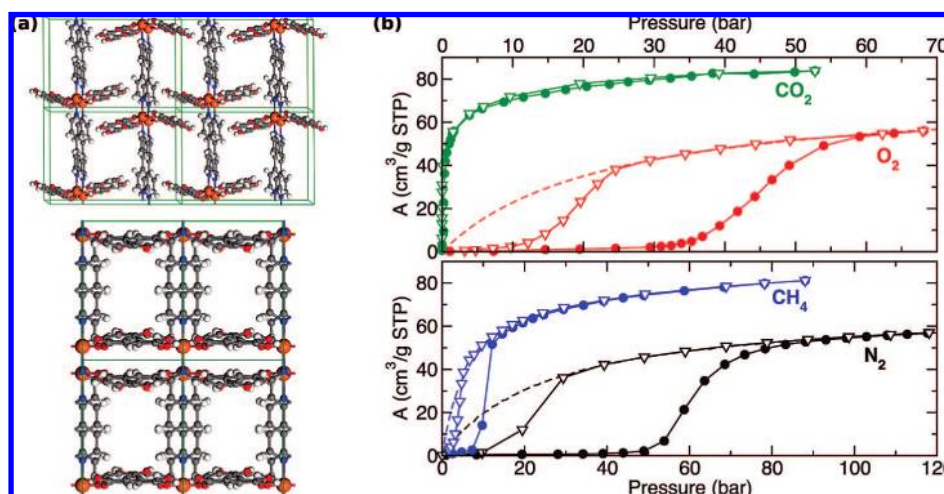 (a)
(b)
Pressure (bar)
0 10 20 30 40 50 60 70
80
60
40
20
0
A (cm³/g STP)
CO₂
O₂
80
60
40
20
0
A (cm³/g STP)
CH₄
N₂
0 20 40 60 80 100 120
Pressure (bar)